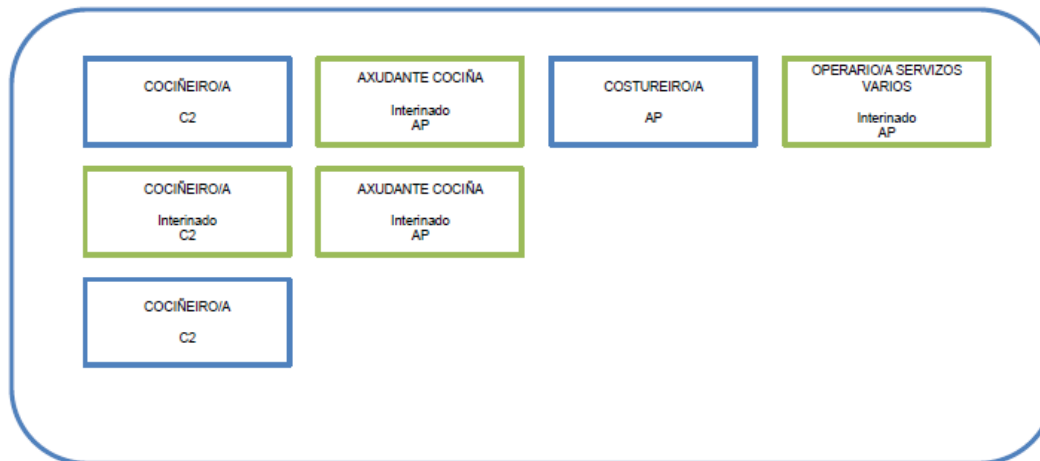 COCIÑEIRO/A
C2
AXUDANTE COCIÑA
Interinado
AP
COSTUREIRO/A
AP
OPERARIO/A SERVIZOS
VARIOS
Interinado
AP
COCIÑEIRO/A
Interinado
C2
AXUDANTE COCIÑA
Interinado
AP
COCIÑEIRO/A
C2